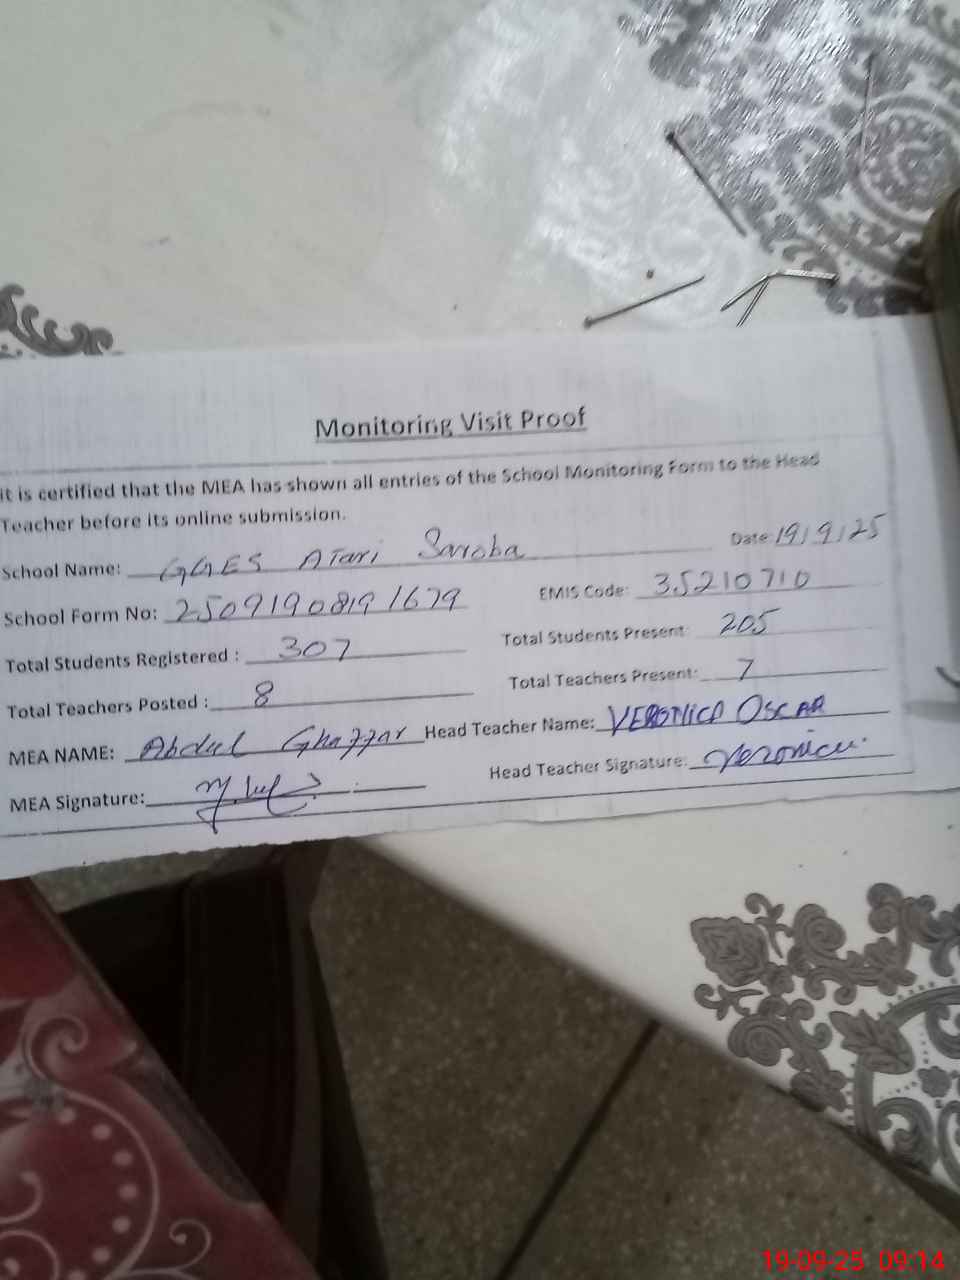 Monitoring Visit Proof
it is certified that the MEA has shown all entries of the School Monitoring Form to the Head
Teacher before its online submission.
School Name: GGES Atari Saroba Date: 19/9/25
School Form No: 25091908191679 EMIS Code: 35210710
Total Students Registered : 307 Total Students Present: 205
Total Teachers Posted : 8 Total Teachers Present: 7
MEA NAME: Abdul Ghaffar Head Teacher Name: VERONICA OSCAR
MEA Signature: Head Teacher Signature: Veronica.
19-09-25 09:14